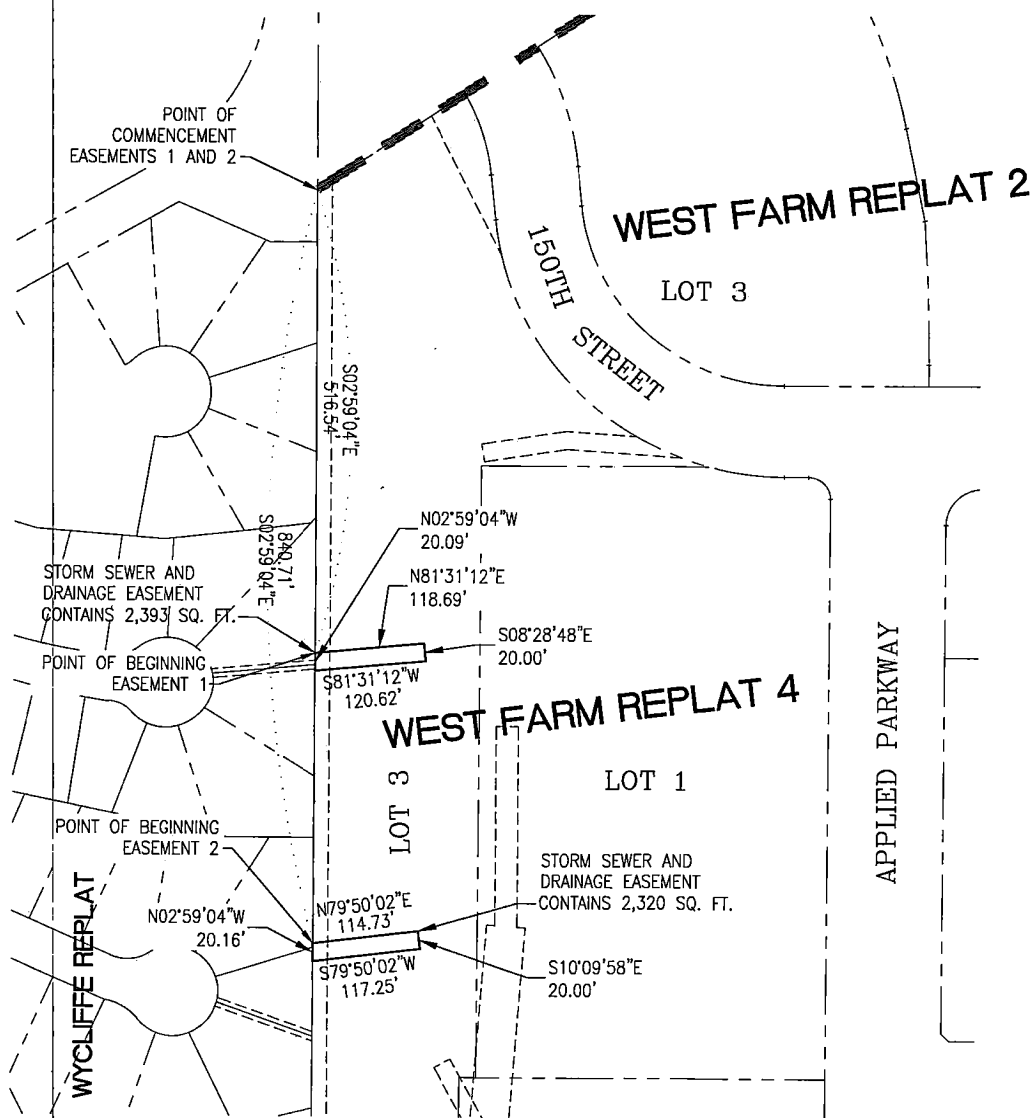 POINT OF
COMMENCEMENT
EASEMENTS 1 AND 2
WEST FARM REPLAT 2
LOT 3
150TH
STREET
S02°59'04"E
516.54'
840.71'
S02°59'04"E
N02°59'04"W
20.09'
N81°31'12"E
118.69'
STORM SEWER AND
DRAINAGE EASEMENT
CONTAINS 2,393 SQ. FT.
S08°28'48"E
20.00'
POINT OF BEGINNING
EASEMENT 1
S81°31'12"W
120.62'
WEST FARM REPLAT 4
LOT 3
LOT 1
APPLIED PARKWAY
POINT OF BEGINNING
EASEMENT 2
STORM SEWER AND
DRAINAGE EASEMENT
CONTAINS 2,320 SQ. FT.
N02°59'04"W
20.16'
N79°50'02"E
114.73'
S79°50'02"W
117.25'
S10°09'58"E
20.00'
WYCLIFFE REPLAT